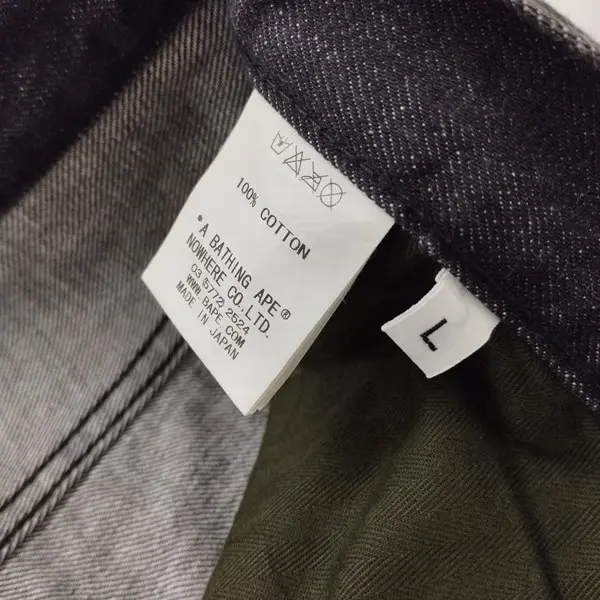 100% COTTON
*A BATHING APE®
NOWHERE CO., LTD.
03 (5772) 2524
WWW. BAPE. COM
MADE IN JAPAN
L